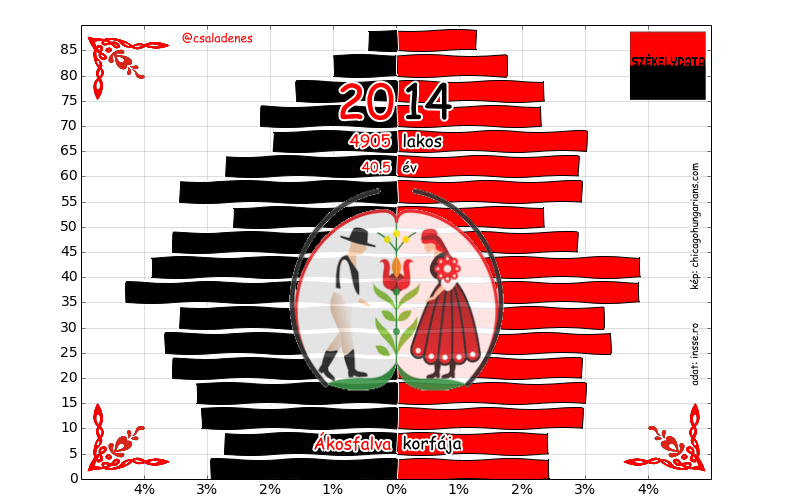 @csaladenes
SZÉKELYDATA
2014
4905 lakos
40.5 év
Ákosfalva korfája
kép: chicagohungarians.com
adat: insse.ro
85
80
75
70
65
60
55
50
45
40
35
30
25
20
15
10
5
0
4% 3% 2% 1% 0% 1% 2% 3% 4%